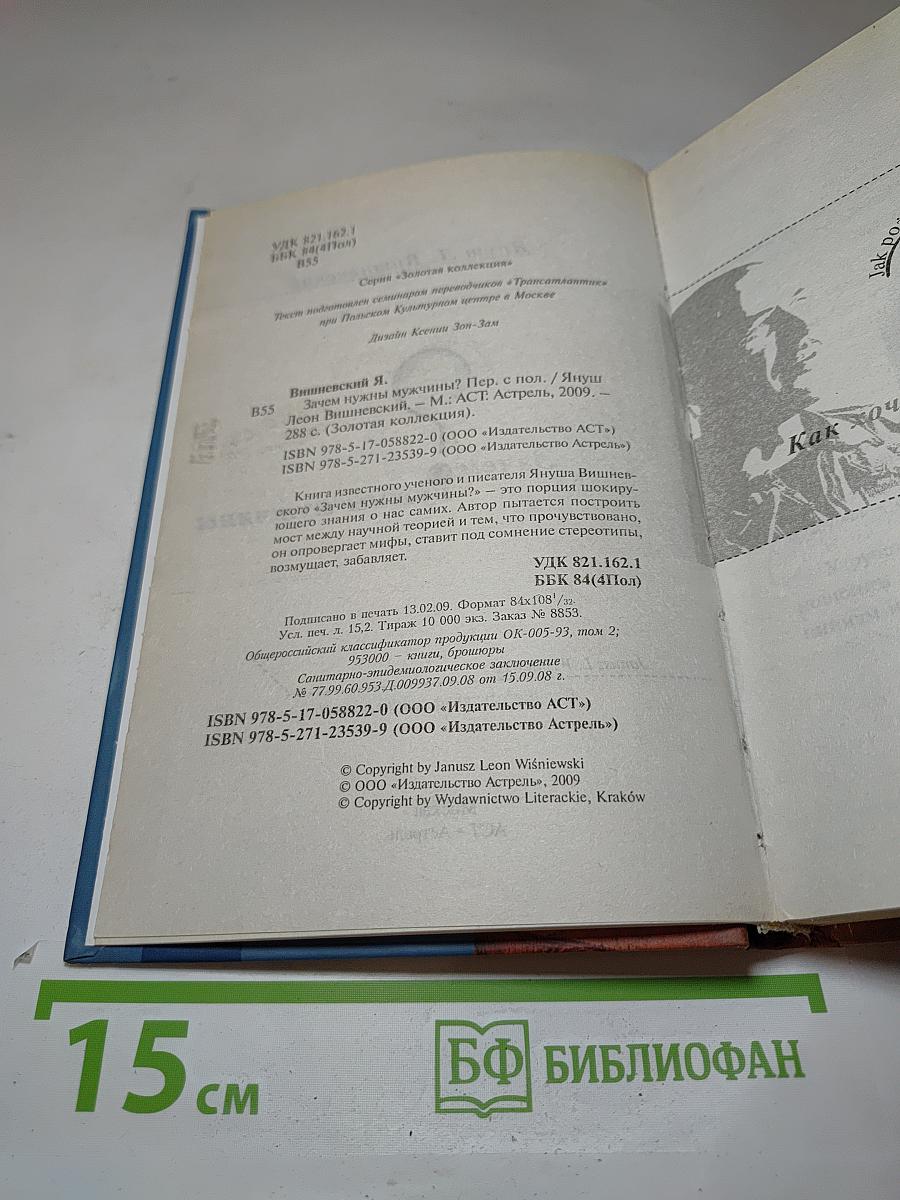 УДК 821.162.1
ББК 84(4Пол)
В55
Серия «Золотая коллекция»
Текст подготовлен семинаром переводчиков «Трансатлантик»
при Польском Культурном центре в Москве
Дизайн Ксении Зон-Зам
Вишневский Я.
В55 Зачем нужны мужчины? Пер. с пол. / Януш
Леон Вишневский. – М.: АСТ: Астрель, 2009. –
288 с. (Золотая коллекция).
ISBN 978-5-17-058822-0 (ООО «Издательство АСТ»)
ISBN 978-5-271-23539-9 (ООО «Издательство Астрель»)
Книга известного ученого и писателя Януша Вишнев-
ского «Зачем нужны мужчины?» – это порция шокиру-
ющего знания о нас самих. Автор пытается построить
мост между научной теорией и тем, что прочувствовано,
он опровергает мифы, ставит под сомнение стереотипы,
возмущает, забавляет.
УДК 821.162.1
ББК 84(4Пол)
Подписано в печать 13.02.09. Формат 84х108 1/32.
Усл. печ. л. 15,2. Тираж 10 000 экз. Заказ № 8853.
Общероссийский классификатор продукции ОК-005-93, том 2;
953000 – книги, брошюры
Санитарно-эпидемиологическое заключение
№ 77.99.60.953.Д.009937.09.08 от 15.09.08 г.
ISBN 978-5-17-058822-0 (ООО «Издательство АСТ»)
ISBN 978-5-271-23539-9 (ООО «Издательство Астрель»)
© Copyright by Janusz Leon Wiśniewski
© ООО «Издательство Астрель», 2009
© Copyright by Wydawnictwo Literackie, Kraków
Jak
Как
15 см
БФ БИБЛИОФАН